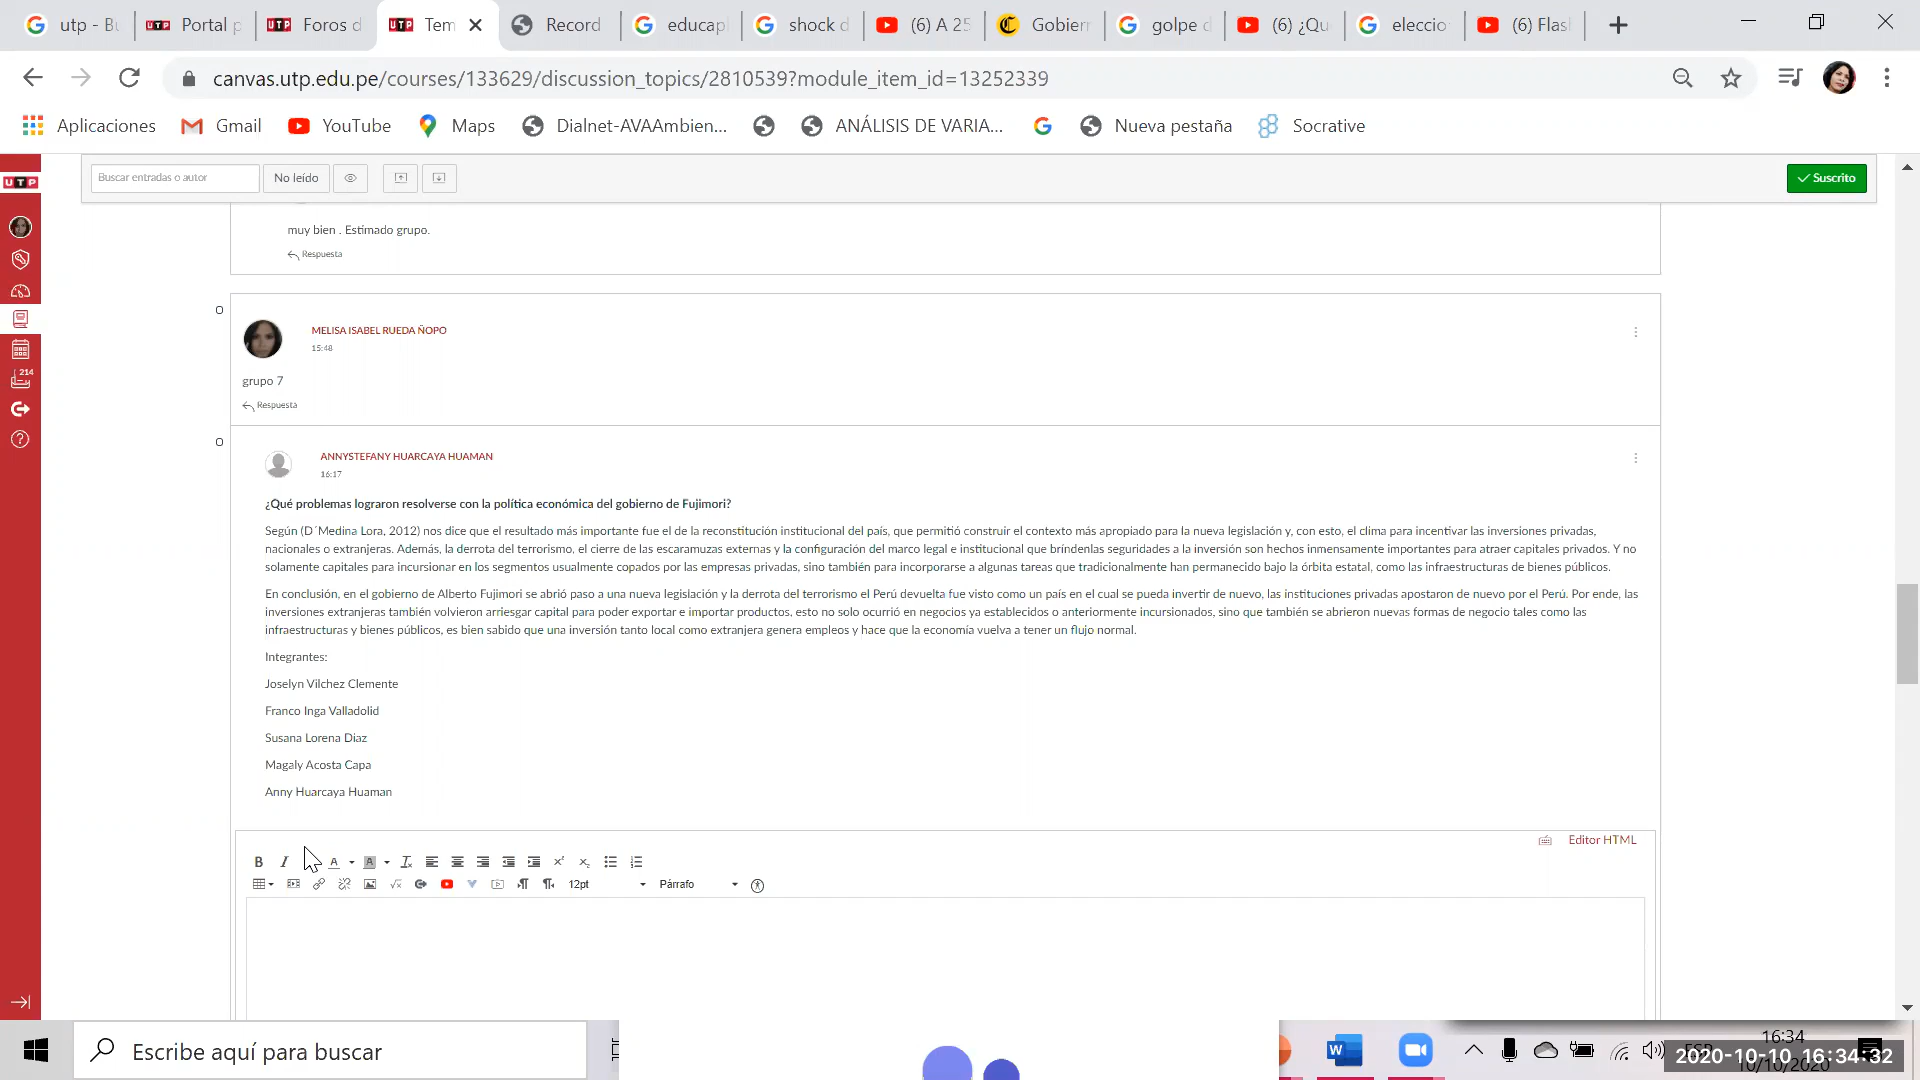 utp - Bu
Portal p
Foros d
Tem
Record
educap
shock d
(6) A 25
Gobiern
golpe d
(6) ¿Qu
eleccio
(6) Flas
canvas.utp.edu.pe/courses/133629/discussion_topics/2810539?module_item_id=13252339
Aplicaciones
Gmail
YouTube
Maps
Dialnet-AVAAmbien...
ANÁLISIS DE VARIA...
Nueva pestaña
Socrative
UTP
Buscar entradas o autor
No leído
Suscrito
muy bien . Estimado grupo.
Respuesta
MELISA ISABEL RUEDA ÑOPO
15:48
grupo 7
Respuesta
214
ANNYSTEFANY HUARCAYA HUAMAN
16:17
¿Qué problemas lograron resolverse con la política económica del gobierno de Fujimori?
Según (D´Medina Lora, 2012) nos dice que el resultado más importante fue el de la reconstitución institucional del país, que permitió construir el contexto más apropiado para la nueva legislación y, con esto, el clima para incentivar las inversiones privadas,
nacionales o extranjeras. Además, la derrota del terrorismo, el cierre de las escaramuzas externas y la configuración del marco legal e institucional que bríndenlas seguridades a la inversión son hechos inmensamente importantes para atraer capitales privados. Y no
solamente capitales para incursionar en los segmentos usualmente copados por las empresas privadas, sino también para incorporarse a algunas tareas que tradicionalmente han permanecido bajo la órbita estatal, como las infraestructuras de bienes públicos.
En conclusión, en el gobierno de Alberto Fujimori se abrió paso a una nueva legislación y la derrota del terrorismo el Perú devuelta fue visto como un país en el cual se pueda invertir de nuevo, las instituciones privadas apostaron de nuevo por el Perú. Por ende, las
inversiones extranjeras también volvieron arriesgar capital para poder exportar e importar productos, esto no solo ocurrió en negocios ya establecidos o anteriormente incursionados, sino que también se abrieron nuevas formas de negocio tales como las
infraestructuras y bienes públicos, es bien sabido que una inversión tanto local como extranjera genera empleos y hace que la economía vuelva a tener un flujo normal.
Integrantes:
Joselyn Vilchez Clemente
Franco Inga Valladolid
Susana Lorena Diaz
Magaly Acosta Capa
Anny Huarcaya Huaman
Editor HTML
12pt
Párrafo
Escribe aquí para buscar
16:34
10/10/2020
2020-10-10 16:34:32